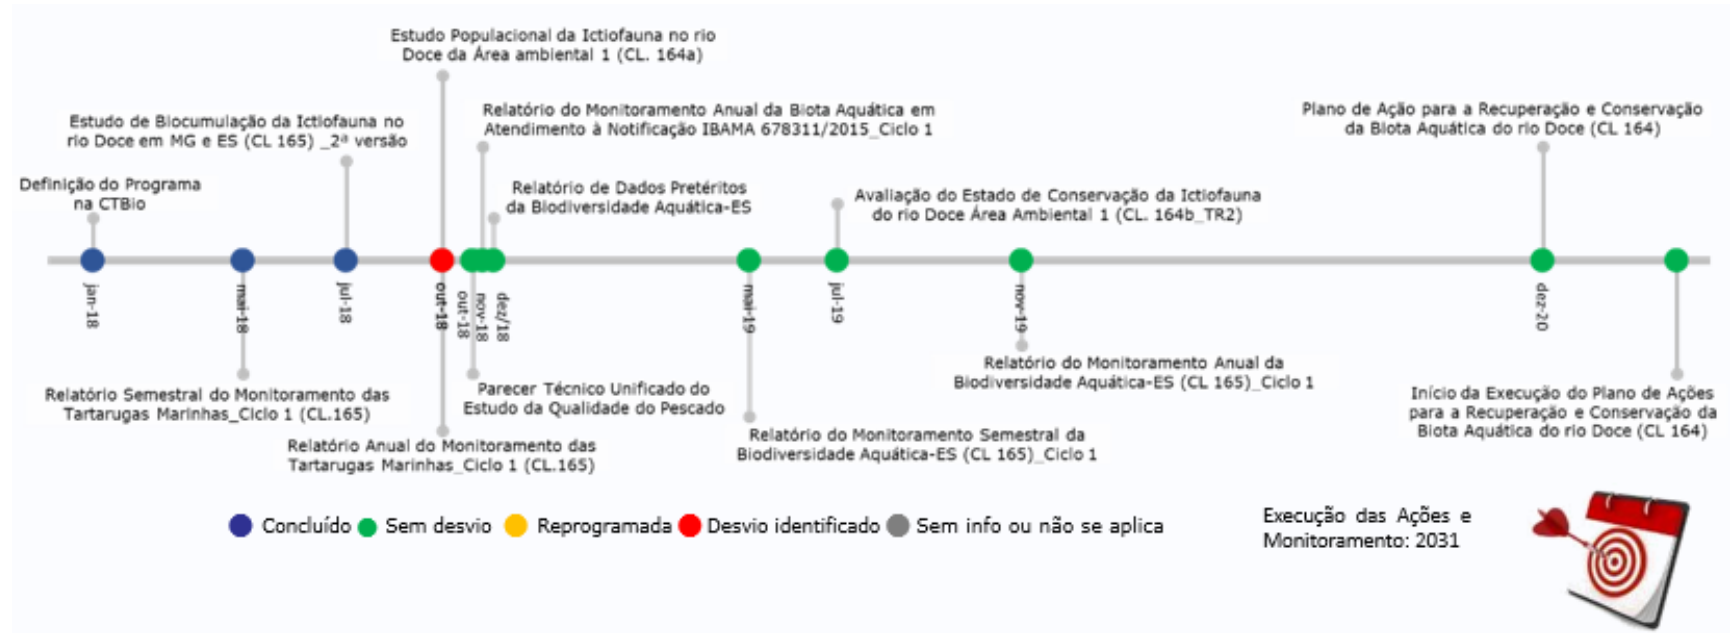 Estudo Populacional da Ictiofauna no rio
Doce da Área ambiental 1 (CL. 164a)
Relatório do Monitoramento Anual da Biota Aquática em
Atendimento à Notificação IBAMA 678311/2015_Ciclo 1
Plano de Ação para a Recuperação e Conservação
da Biota Aquática do rio Doce (CL 164)
Estudo de Biocumulação da Ictiofauna no
rio Doce em MG e ES (CL 165) _2ª versão
Definição do Programa
na CTBio
Relatório de Dados Pretéritos
da Biodiversidade Aquática-ES
Avaliação do Estado de Conservação da Ictiofauna
do rio Doce Área Ambiental 1 (CL. 164b_TR2)
jan-18
mai-18
jul-18
out-18
out-18
nov-18
dez/18
mai-19
jul-19
nov-19
dez-20
Relatório Semestral do Monitoramento das
Tartarugas Marinhas_Ciclo 1 (CL.165)
Parecer Técnico Unificado do
Estudo da Qualidade do Pescado
Relatório do Monitoramento Anual da
Biodiversidade Aquática-ES (CL 165)_Ciclo 1
Início da Execução do Plano de Ações
para a Recuperação e Conservação da
Biota Aquática do rio Doce (CL 164)
Relatório Anual do Monitoramento das
Tartarugas Marinhas_Ciclo 1 (CL.165)
Relatório do Monitoramento Semestral da
Biodiversidade Aquática-ES (CL 165)_Ciclo 1
Concluído
Sem desvio
Reprogramada
Desvio identificado
Sem info ou não se aplica
Execução das Ações e
Monitoramento: 2031